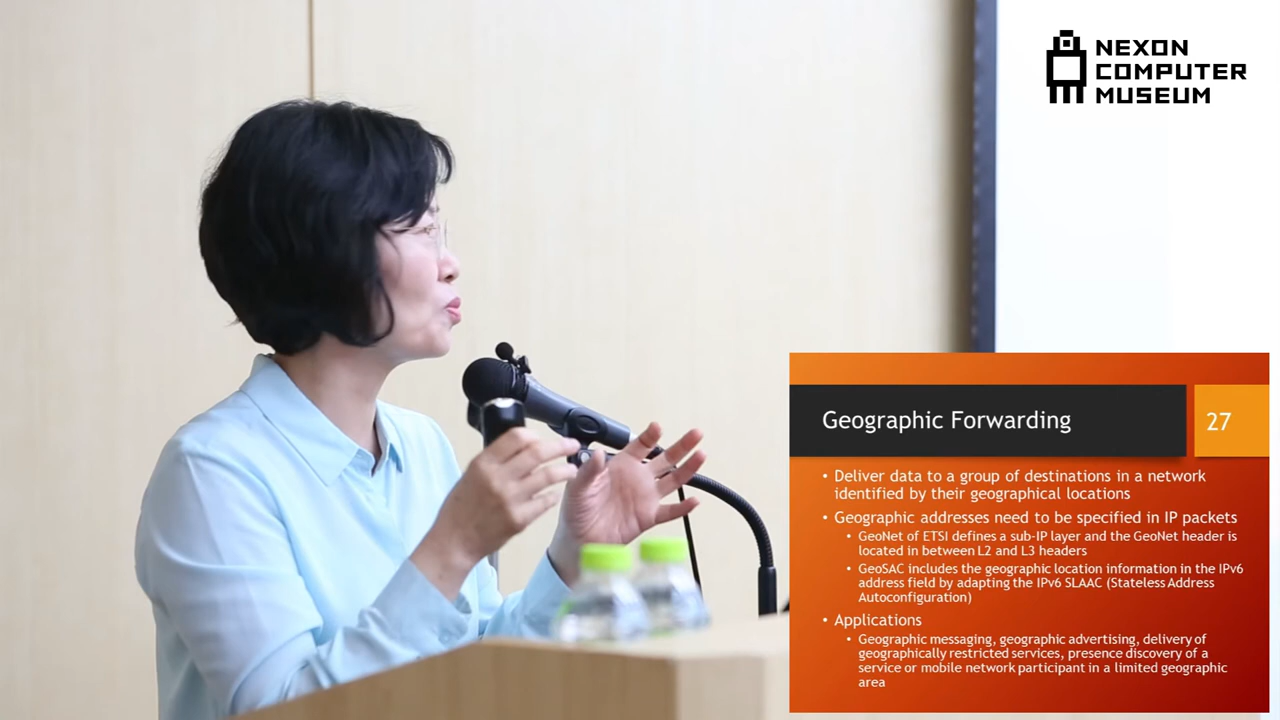 NEXON
COMPUTER
MUSEUM
Geographic Forwarding
27
• Deliver data to a group of destinations in a network
identified by their geographical locations
• Geographic addresses need to be specified in IP packets
• GeoNet of ETSI defines a sub-IP layer and the GeoNet header is
located in between L2 and L3 headers
• GeoSAC includes the geographic location information in the IPv6
address field by adapting the IPv6 SLAAC (Stateless Address
Autoconfiguration)
• Applications
• Geographic messaging, geographic advertising, delivery of
geographically restricted services, presence discovery of a
service or mobile network participant in a limited geographic
area